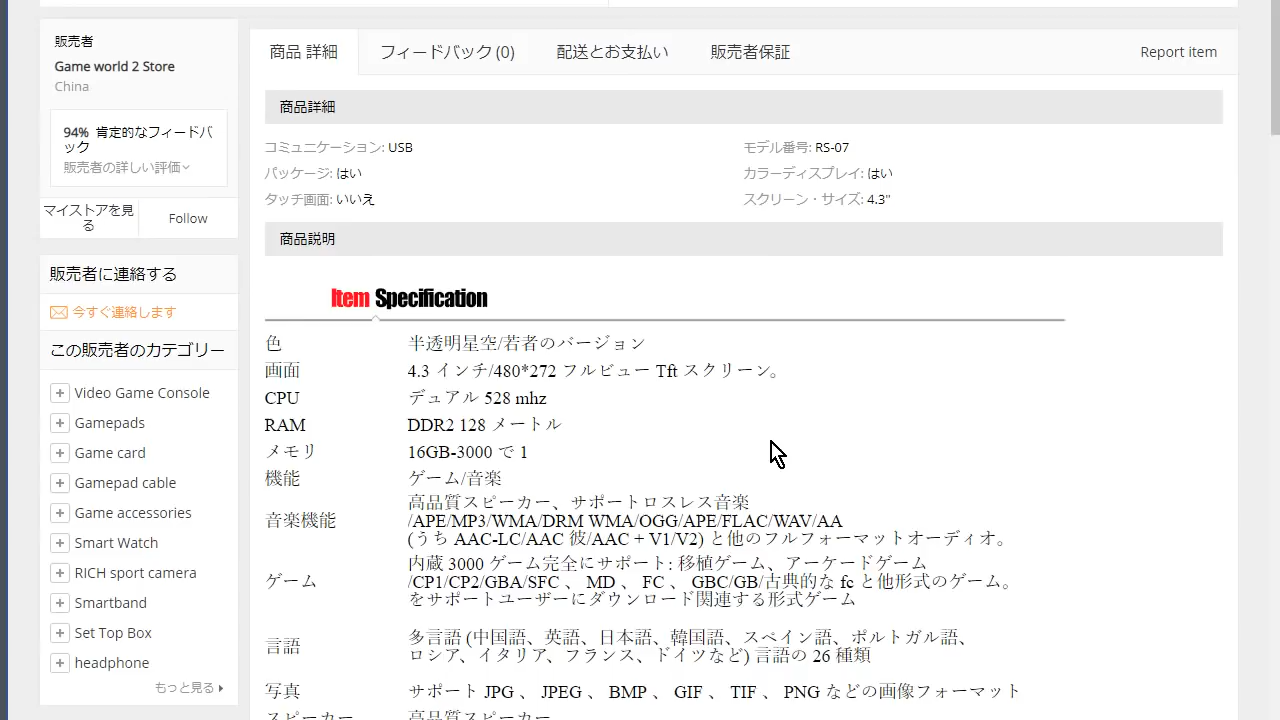 販売者
Game world 2 Store
China
94% 肯定的なフィードバ
ック
販売者の詳しい評価
マイストアを見
る
Follow
販売者に連絡する
今すぐ連絡します
この販売者のカテゴリー
Video Game Console
Gamepads
Game card
Gamepad cable
Game accessories
Smart Watch
RICH sport camera
Smartband
Set Top Box
headphone
もっと見る
商品 詳細 フィードバック (0) 配送とお支払い 販売者保証 Report item
商品詳細
コミュニケーション: USB モデル番号: RS-07
パッケージ: はい カラーディスプレイ: はい
タッチ画面: いいえ スクリーン・サイズ: 4.3"
商品説明
Item Specification
色 半透明星空/若者のバージョン
画面 4.3 インチ/480*272 フルビュー Tft スクリーン。
CPU デュアル 528 mhz
RAM DDR2 128 メートル
メモリ 16GB-3000 で 1
機能 ゲーム/音楽
音楽機能 高品質スピーカー、サポートロスレス音楽
/APE/MP3/WMA/DRM WMA/OGG/APE/FLAC/WAV/AA
(うち AAC-LC/AAC 彼/AAC + V1/V2) と他のフルフォーマットオーディオ。
ゲーム 内蔵 3000 ゲーム完全にサポート: 移植ゲーム、アーケードゲーム
/CP1/CP2/GBA/SFC 、 MD 、 FC 、 GBC/GB/古典的な fc と他形式のゲーム。
をサポートユーザーにダウンロード関連する形式ゲーム
言語 多言語 (中国語、英語、日本語、韓国語、スペイン語、ポルトガル語、
ロシア、イタリア、フランス、ドイツなど) 言語の 26 種類
写真 サポート JPG 、 JPEG 、 BMP 、 GIF 、 TIF 、 PNG などの画像フォーマット
スピーカー 高品質スピーカー